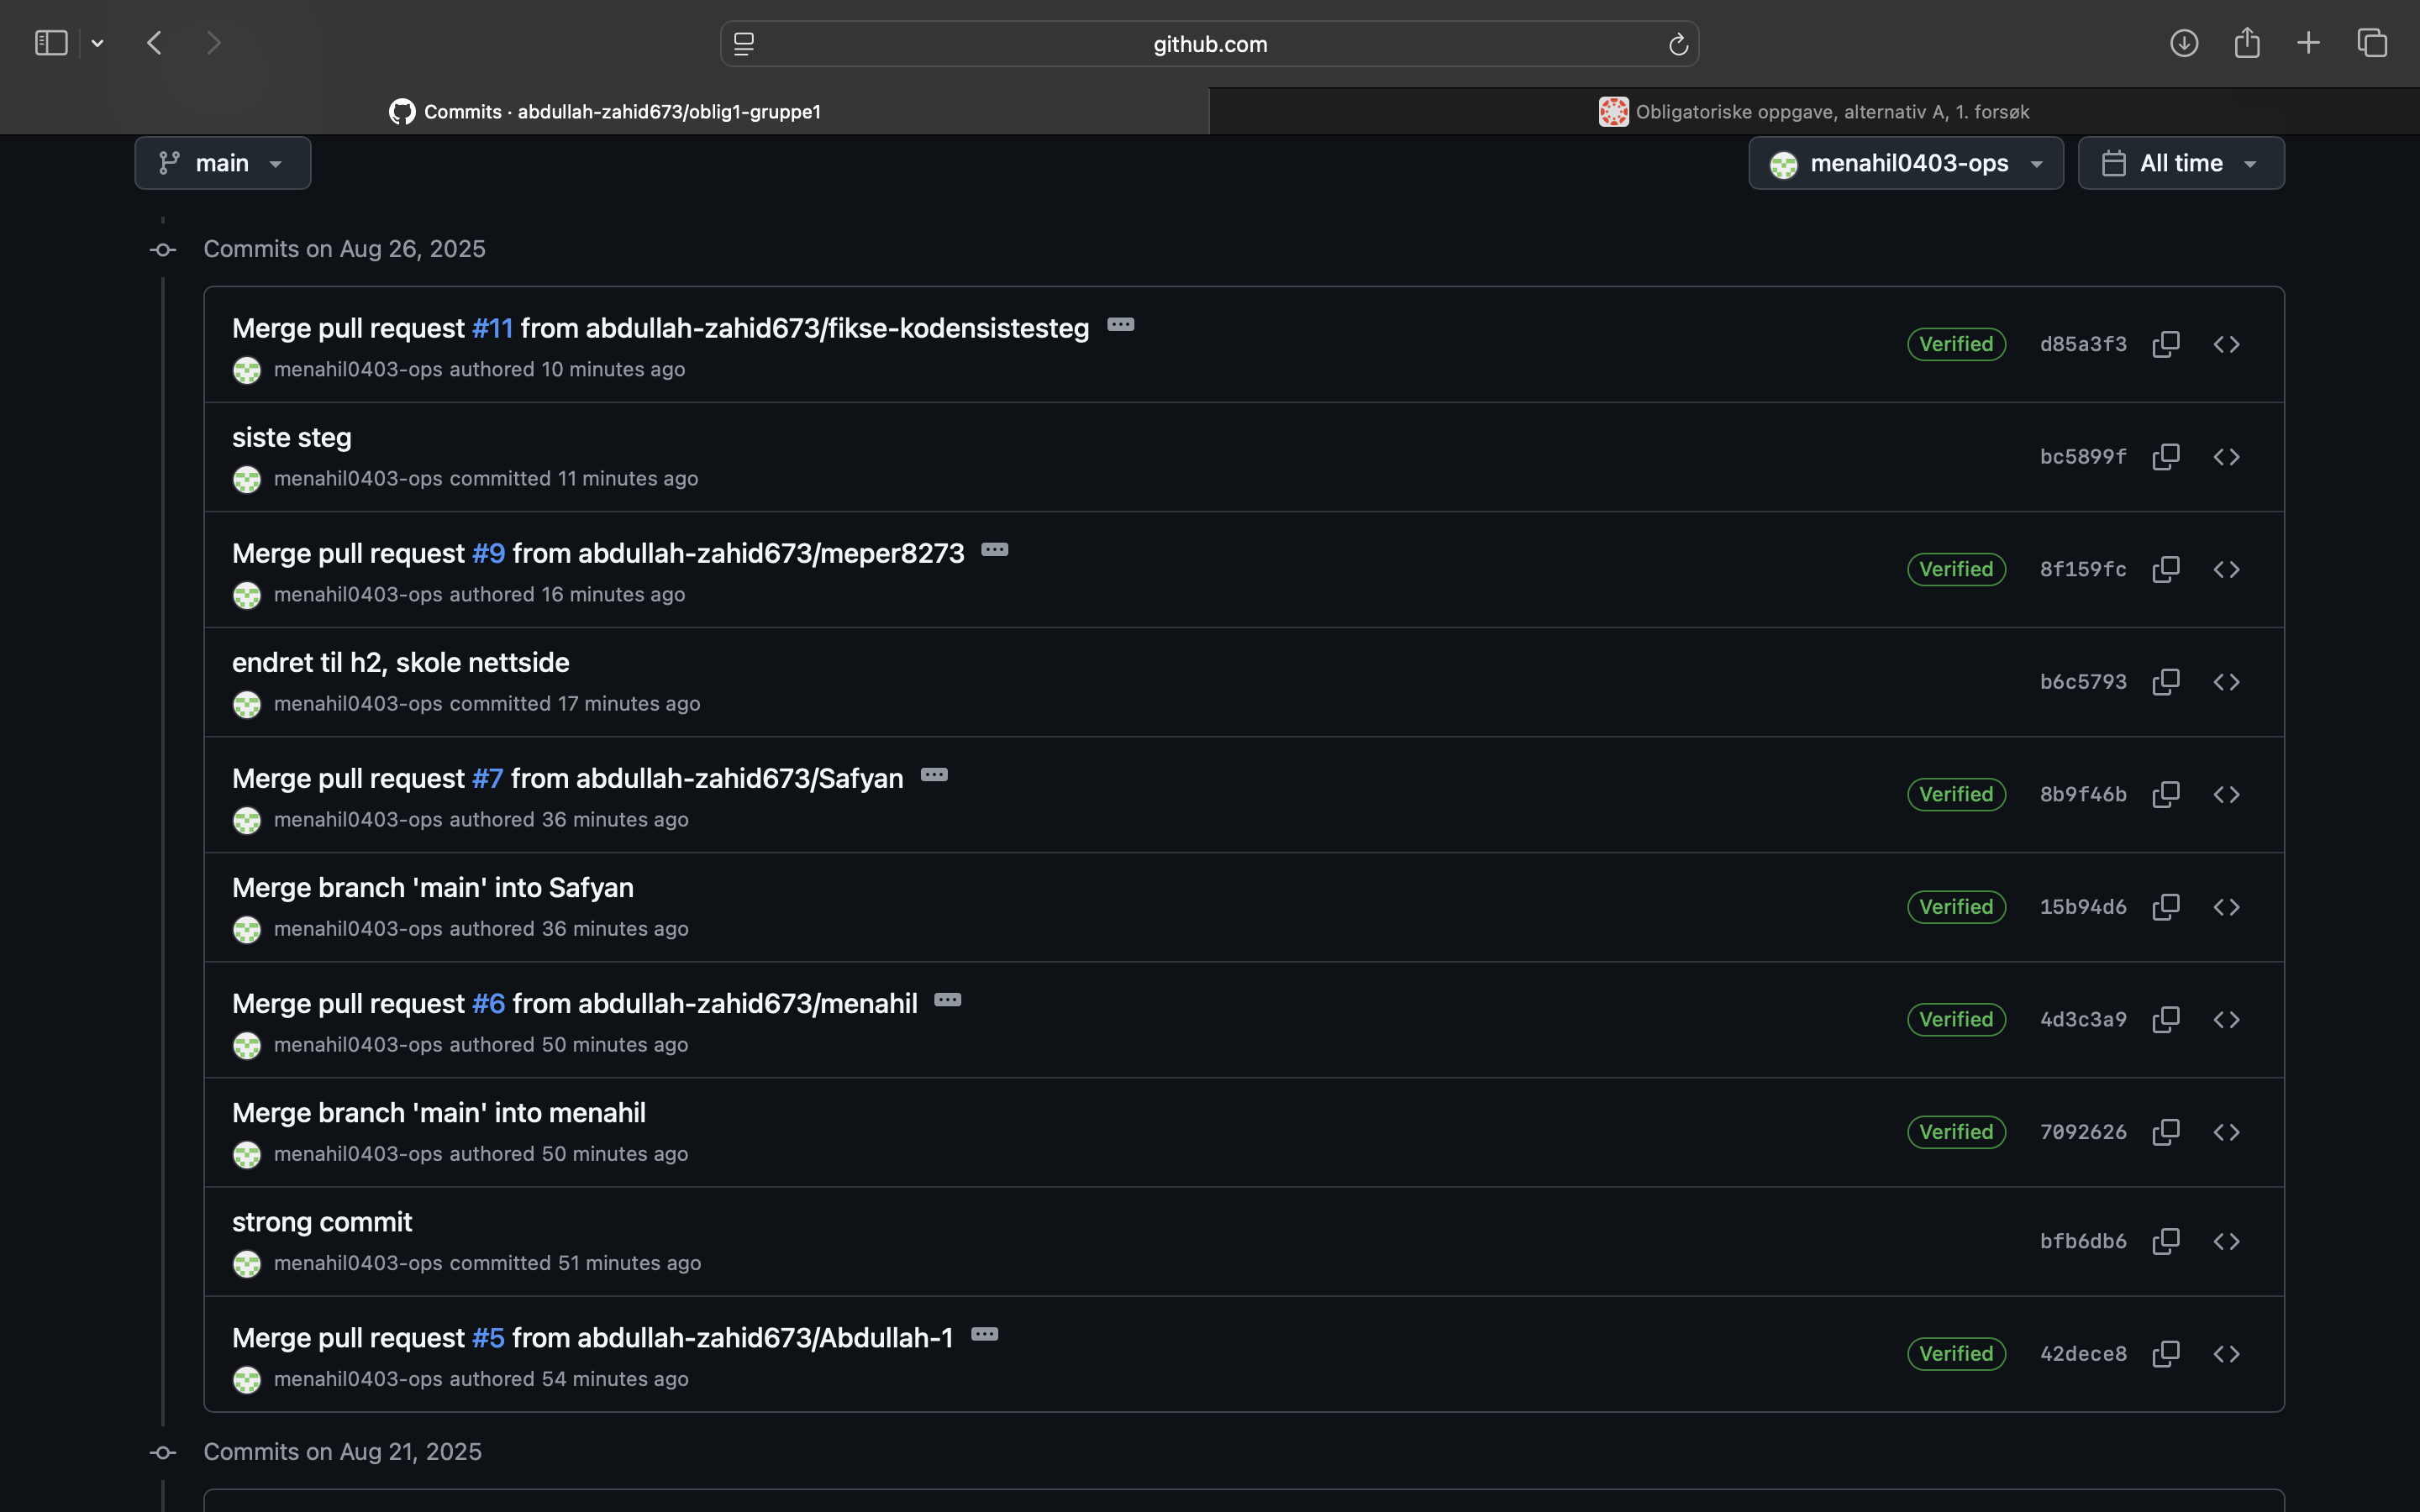 github.com
Commits · abdullah-zahid673/oblig1-gruppe1
Obligatoriske oppgave, alternativ A, 1. forsøk
main
menahil0403-ops
All time
Commits on Aug 26, 2025
Merge pull request #11 from abdullah-zahid673/fikse-kodensistesteg
menahil0403-ops authored 10 minutes ago
Verified
d85a3f3
siste steg
menahil0403-ops committed 11 minutes ago
bc5899f
Merge pull request #9 from abdullah-zahid673/meper8273
menahil0403-ops authored 16 minutes ago
Verified
8f159fc
endret til h2, skole nettside
menahil0403-ops committed 17 minutes ago
b6c5793
Merge pull request #7 from abdullah-zahid673/Safyan
menahil0403-ops authored 36 minutes ago
Verified
8b9f46b
Merge branch 'main' into Safyan
menahil0403-ops authored 36 minutes ago
Verified
15b94d6
Merge pull request #6 from abdullah-zahid673/menahil
menahil0403-ops authored 50 minutes ago
Verified
4d3c3a9
Merge branch 'main' into menahil
menahil0403-ops authored 50 minutes ago
Verified
7092626
strong commit
menahil0403-ops committed 51 minutes ago
bfb6db6
Merge pull request #5 from abdullah-zahid673/Abdullah-1
menahil0403-ops authored 54 minutes ago
Verified
42dece8
Commits on Aug 21, 2025